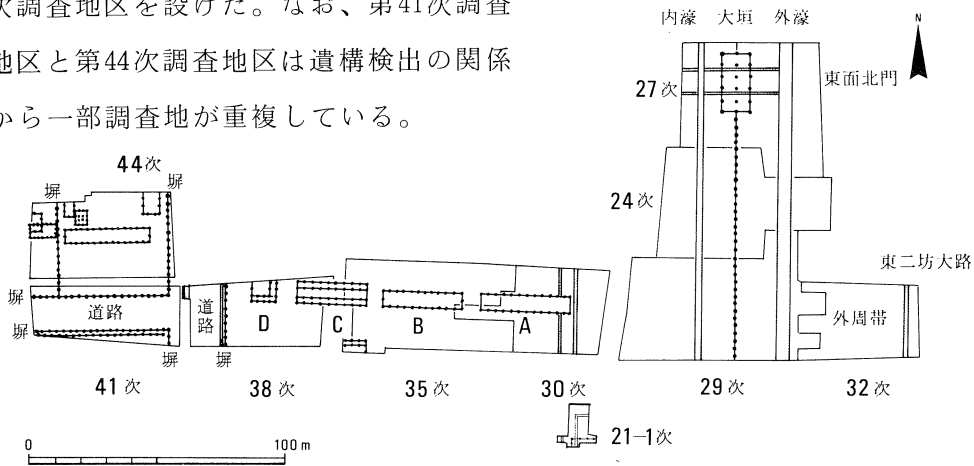 次調査地区を設けた。なお、第41次調査
地区と第44次調査地区は遺構検出の関係
から一部調査地が重複している。
内濠 大垣 外濠
N
27次
東面北門
44次
塀
塀
24次
東二坊大路
塀
道路
塀
塀
道路
塀
D
C
B
A
外周帯
41次
38次
35次
30次
29次
32次
21-1次
0
100m